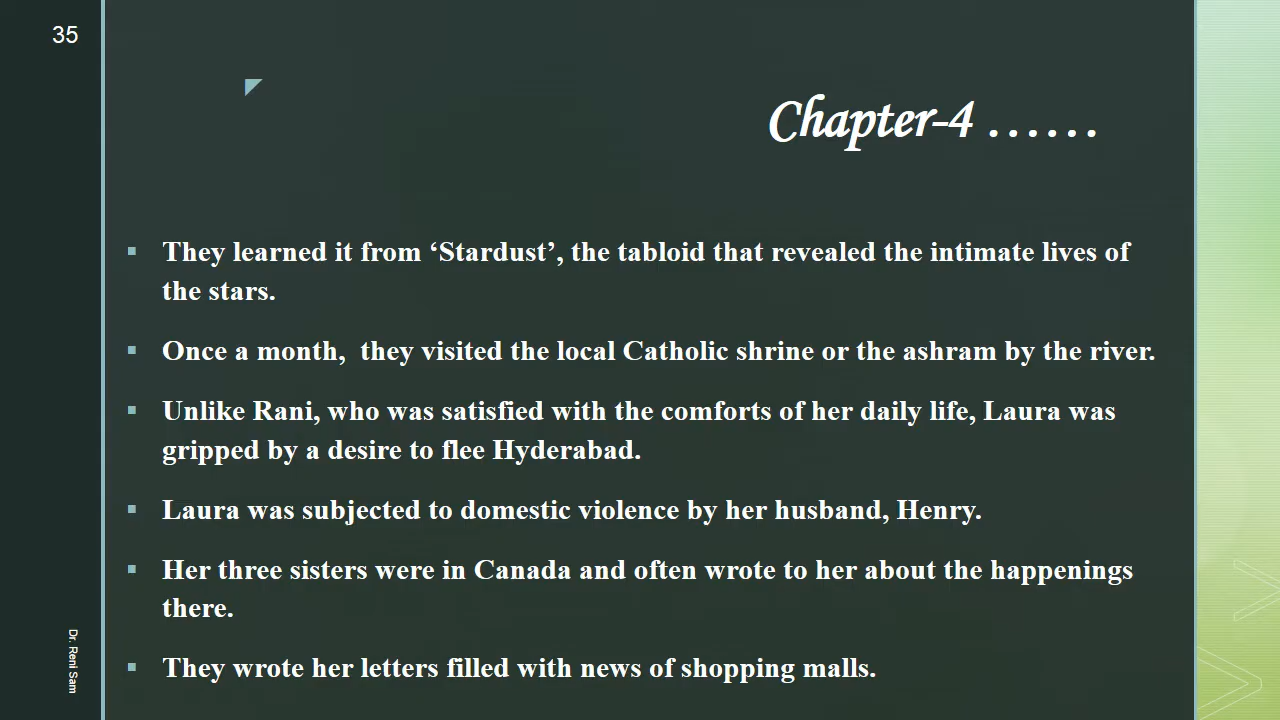 35
Chapter-4 ......
▪ They learned it from ‘Stardust’, the tabloid that revealed the intimate lives of
the stars.
▪ Once a month,  they visited the local Catholic shrine or the ashram by the river.
▪ Unlike Rani, who was satisfied with the comforts of her daily life, Laura was
gripped by a desire to flee Hyderabad.
▪ Laura was subjected to domestic violence by her husband, Henry.
▪ Her three sisters were in Canada and often wrote to her about the happenings
there.
▪ They wrote her letters filled with news of shopping malls.
Dr. Reni Sam